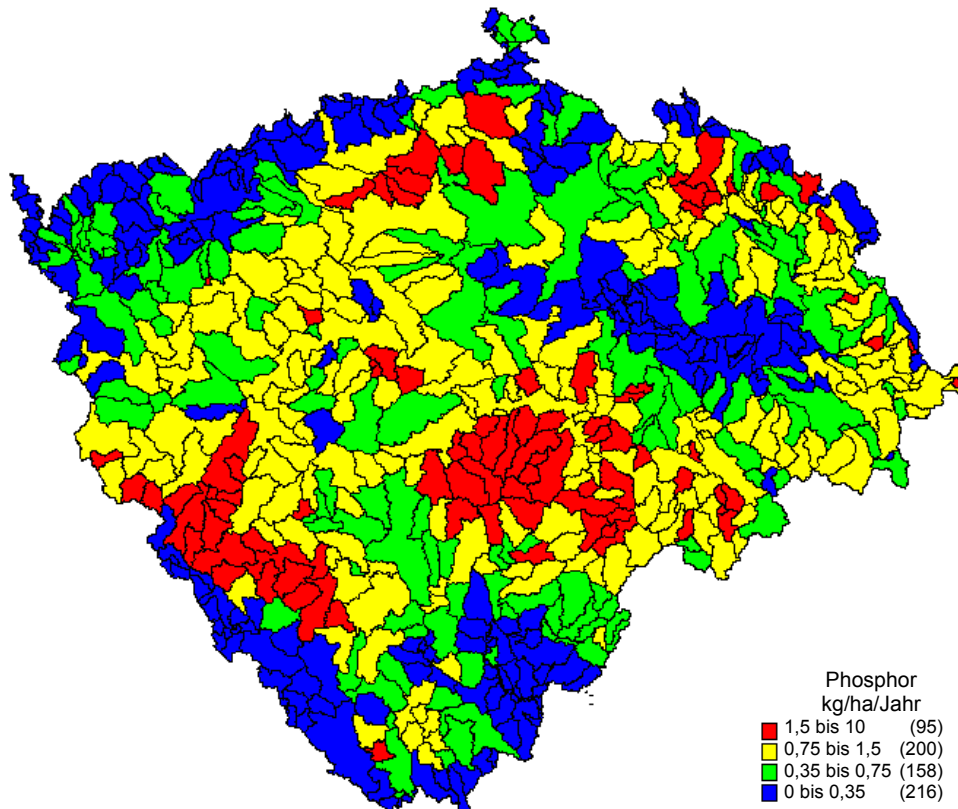 Phosphor
kg/ha/Jahr
1,5 bis 10 (95)
0,75 bis 1,5 (200)
0,35 bis 0,75 (158)
0 bis 0,35 (216)